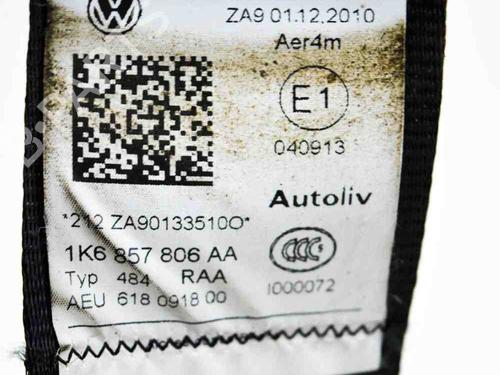 ZA9 01.12.2010
Aer4m
E1
040913
*212 ZA90133510O*
Autoliv
1K6 857 806 AA
Typ 484 RAA
AEU 618 0918 00
I000072